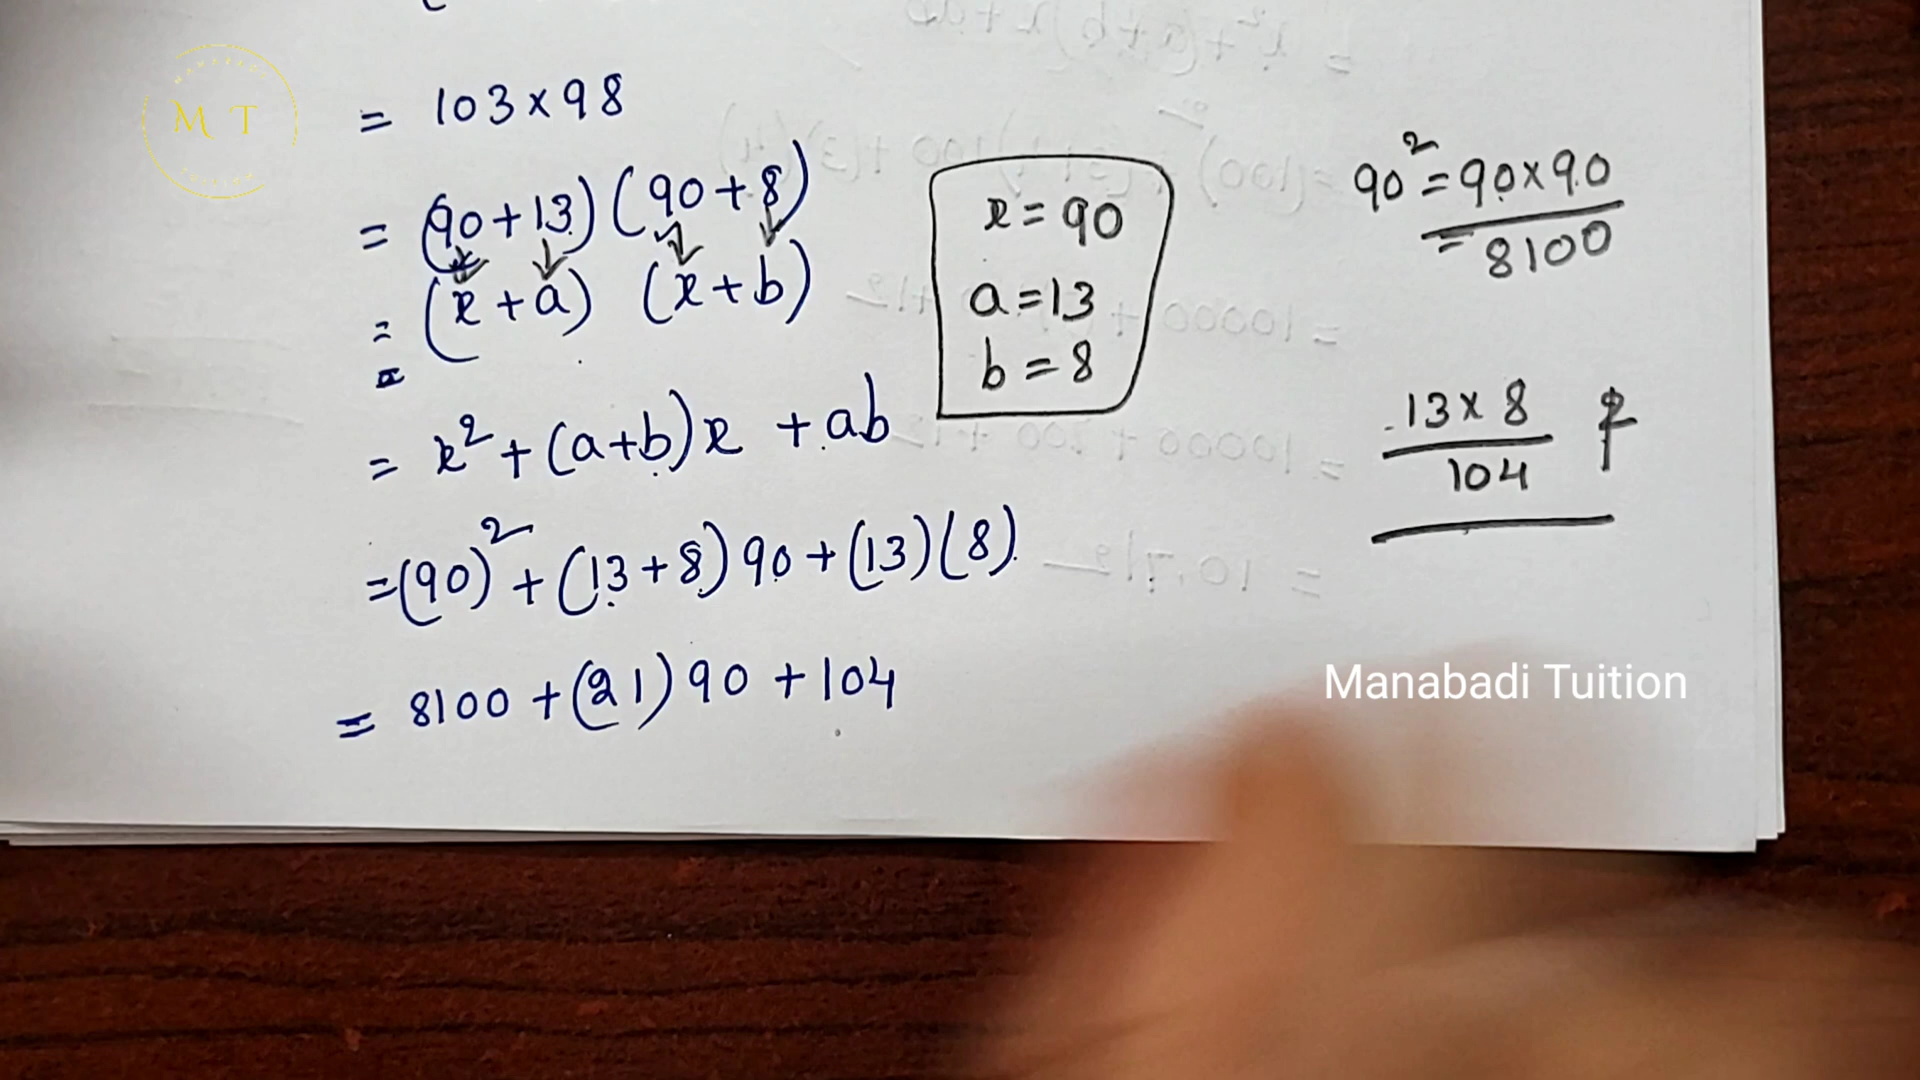 M T
= 103 × 98
= (90 + 13) (90 + 8)
= (x + a) (x + b)
=
= x² + (a+b)x + ab
= (90)² + (13 + 8) 90 + (13) (8)
= 8100 + (21) 90 + 104
x = 90
a = 13
b = 8
90² = 90 × 90
= 8100
13 × 8
104
Manabadi Tuition